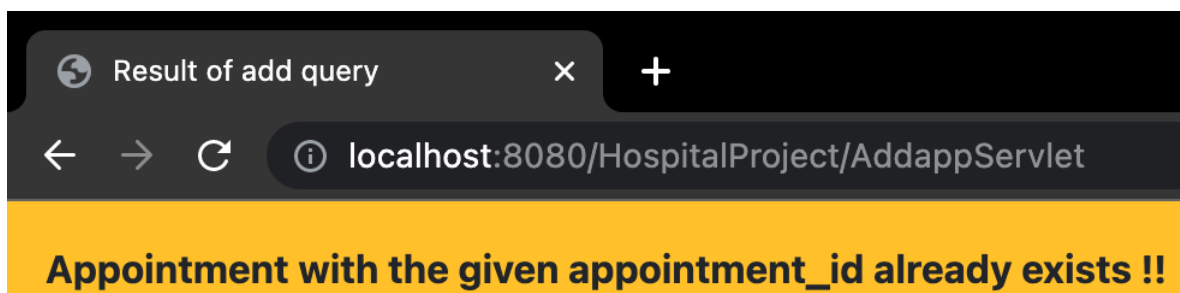 Result of add query
localhost:8080/HospitalProject/AddappServlet
Appointment with the given appointment_id already exists !!